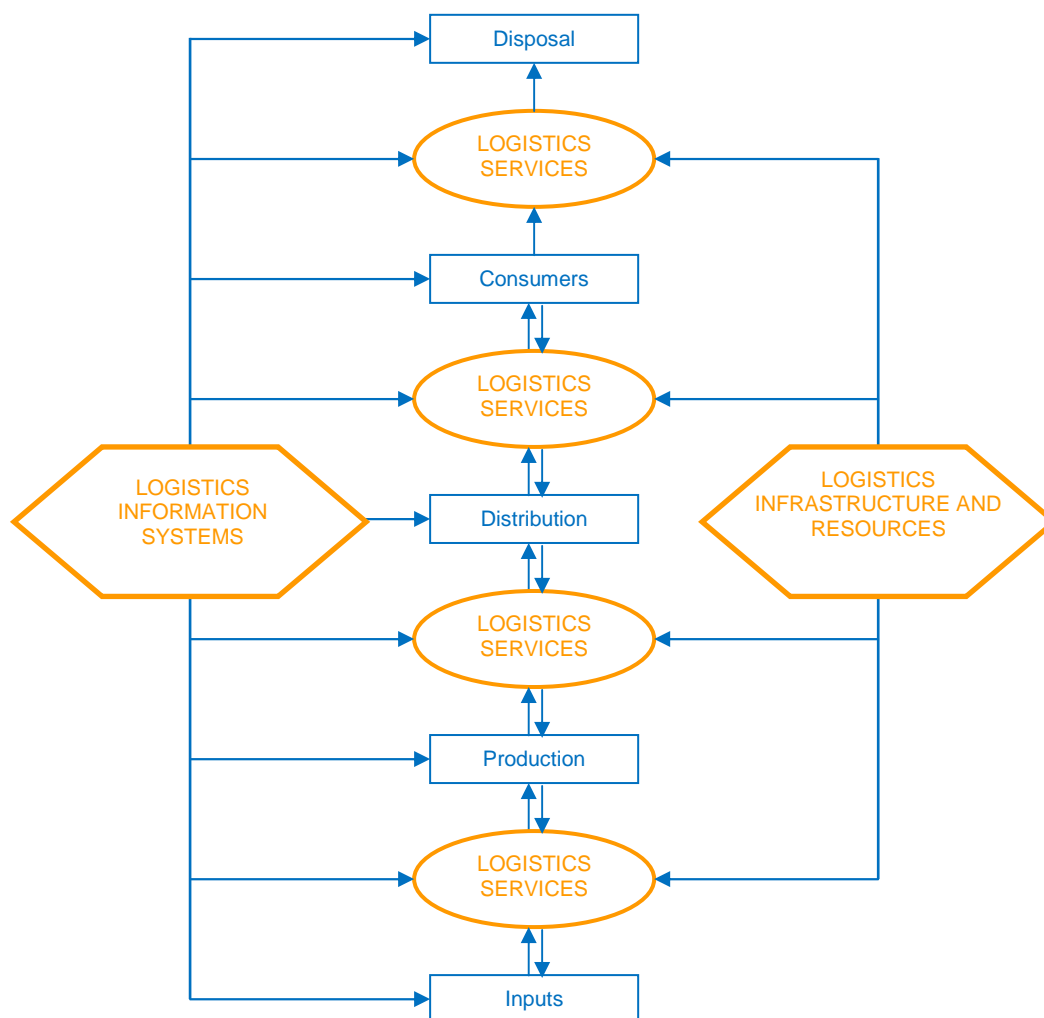 Disposal
LOGISTICS
SERVICES
Consumers
LOGISTICS
SERVICES
LOGISTICS
INFORMATION
SYSTEMS
Distribution
LOGISTICS
INFRASTRUCTURE AND
RESOURCES
LOGISTICS
SERVICES
Production
LOGISTICS
SERVICES
Inputs